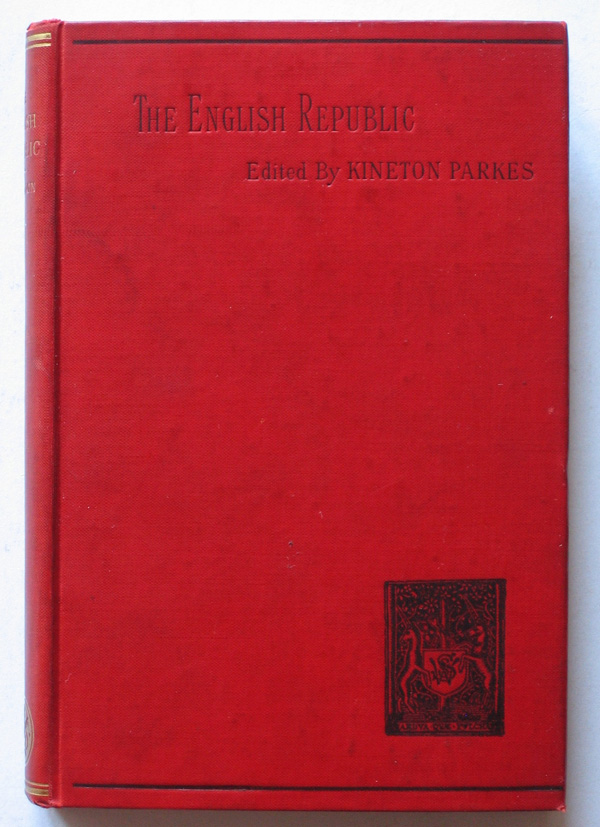 The English Republic
Edited By KINETON PARKES